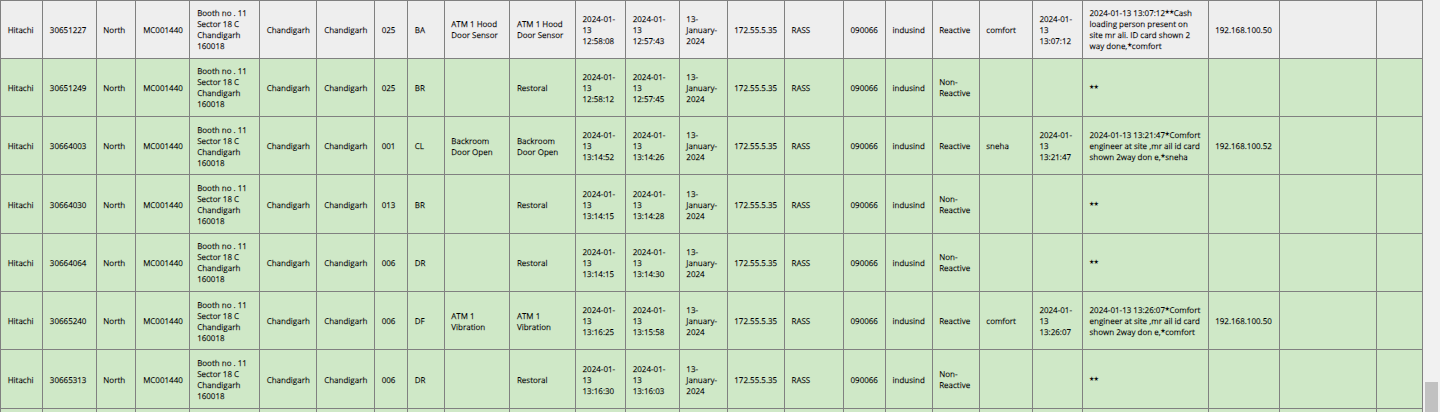 Hitachi 30651227 North MC001440 Booth no . 11 Sector 18 C Chandigarh 160018 Chandigarh Chandigarh 025 BA ATM 1 Hood Door Sensor ATM 1 Hood Door Sensor 2024-01-13 12:58:08 2024-01-13 12:57:43 13-January-2024 172.55.5.35 RASS 090066 indusind Reactive comfort 2024-01-13 13:07:12 2024-01-13 13:07:12**Cash loading person present on site mr ali. ID card shown 2 way done,*comfort 192.168.100.50
Hitachi 30651249 North MC001440 Booth no . 11 Sector 18 C Chandigarh 160018 Chandigarh Chandigarh 025 BR Restoral 2024-01-13 12:58:12 2024-01-13 12:57:45 13-January-2024 172.55.5.35 RASS 090066 indusind Non-Reactive **
Hitachi 30664003 North MC001440 Booth no . 11 Sector 18 C Chandigarh 160018 Chandigarh Chandigarh 001 CL Backroom Door Open Backroom Door Open 2024-01-13 13:14:52 2024-01-13 13:14:26 13-January-2024 172.55.5.35 RASS 090066 indusind Reactive sneha 2024-01-13 13:21:47 2024-01-13 13:21:47*Comfort engineer at site ,mr ail id card shown 2way don e,*sneha 192.168.100.52
Hitachi 30664030 North MC001440 Booth no . 11 Sector 18 C Chandigarh 160018 Chandigarh Chandigarh 013 BR Restoral 2024-01-13 13:14:15 2024-01-13 13:14:28 13-January-2024 172.55.5.35 RASS 090066 indusind Non-Reactive **
Hitachi 30664064 North MC001440 Booth no . 11 Sector 18 C Chandigarh 160018 Chandigarh Chandigarh 006 DR Restoral 2024-01-13 13:14:15 2024-01-13 13:14:30 13-January-2024 172.55.5.35 RASS 090066 indusind Non-Reactive **
Hitachi 30665240 North MC001440 Booth no . 11 Sector 18 C Chandigarh 160018 Chandigarh Chandigarh 006 DF ATM 1 Vibration ATM 1 Vibration 2024-01-13 13:16:25 2024-01-13 13:15:58 13-January-2024 172.55.5.35 RASS 090066 indusind Reactive comfort 2024-01-13 13:26:07 2024-01-13 13:26:07*Comfort engineer at site ,mr ail id card shown 2way don e,*comfort 192.168.100.50
Hitachi 30665313 North MC001440 Booth no . 11 Sector 18 C Chandigarh 160018 Chandigarh Chandigarh 006 DR Restoral 2024-01-13 13:16:30 2024-01-13 13:16:03 13-January-2024 172.55.5.35 RASS 090066 indusind Non-Reactive **